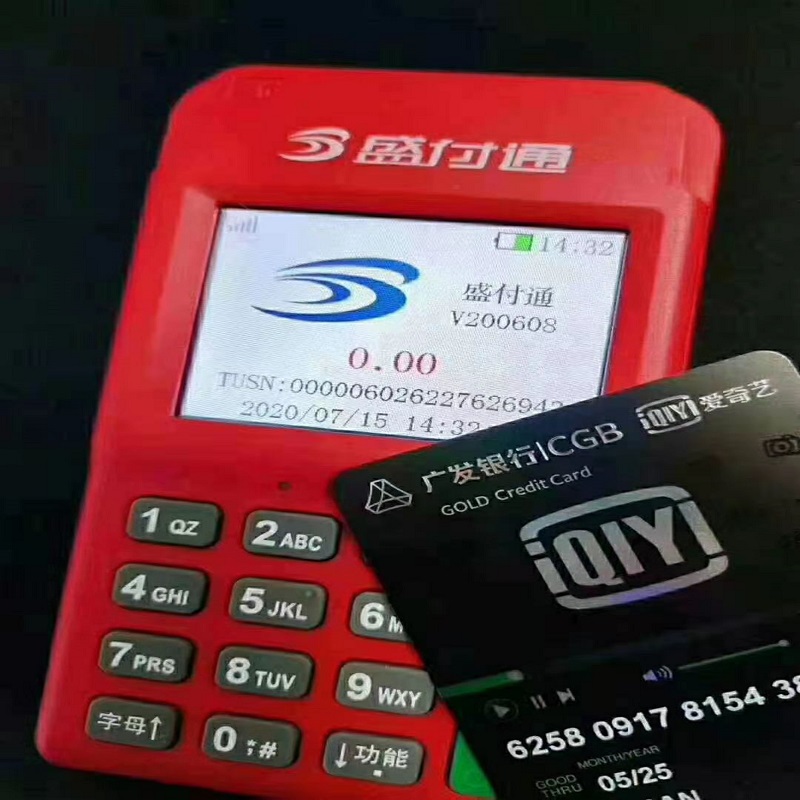 盛付通
14:32
盛付通
V200608
0.00
TUSN:00000602622762694
2020/07/15 14:32
广发银行|CGB
iQIYI 爱奇艺
GOLD Credit Card
iQIYI
1 QZ
2 ABC
4 GHI
5 JKL
6 M
7 PRS
8 TUV
9 WXY
字母↑
0 ;#
↓功能
6258 0917 8154 38
MONTH/YEAR
GOOD THRU 05/25
AN